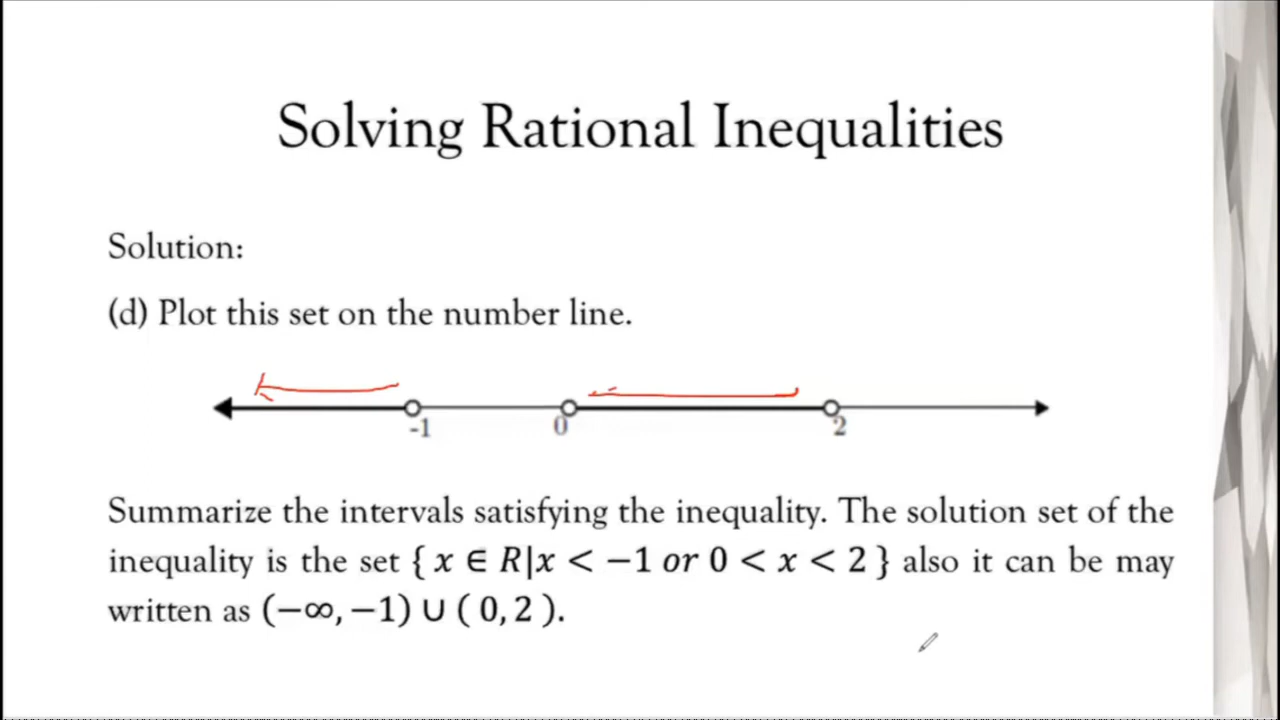 Solving Rational Inequalities
Solution:
(d) Plot this set on the number line.
-1 0 2
Summarize the intervals satisfying the inequality. The solution set of the
inequality is the set { x ∈ R|x < −1 or 0 < x < 2 } also it can be may
written as (−∞, −1) ∪ ( 0, 2 ).